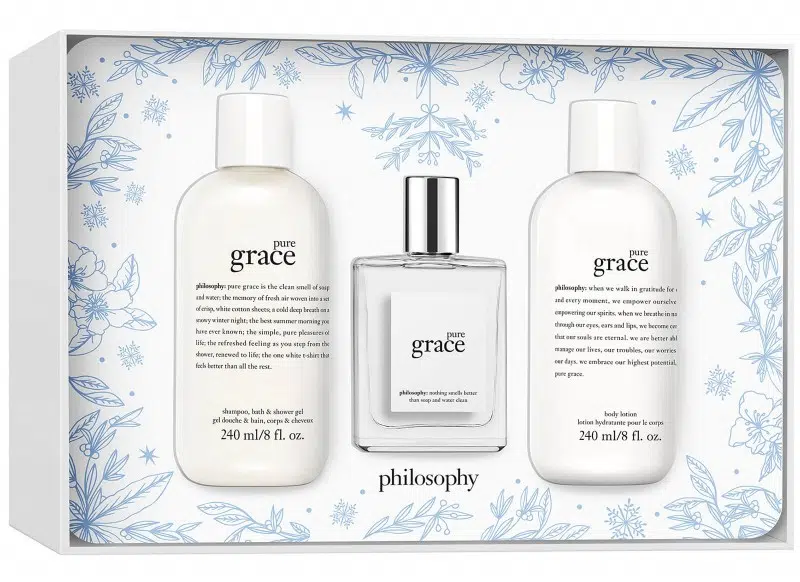 pure
grace
philosophy: pure grace is the clean smell of soap
and water; the memory of fresh air woven into a set
of crisp, white cotton sheets; a cold deep breath on a
snowy winter night; the best summer morning you
have ever known; the simple, pure pleasures of
life; the refreshed feeling as you step from the
shower, renewed to life; the one white t-shirt that
feels better than all the rest.
shampoo, bath & shower gel
gel douche & bain, corps & cheveux
240 ml/8 fl. oz.
pure
grace
philosophy: nothing smells better
than soap and water clean
philosophy
pure
grace
philosophy: when we walk in gratitude for
and every moment, we empower
empowering our spirits. when we breathe in
through our eyes, ears and lips, we become
that our souls are eternal. we are better
manage our lives, our troubles, our worries
our days. we embrace our highest potential,
pure grace.
body lotion
lotion hydratante pour le corps
240 ml/8 fl. oz.